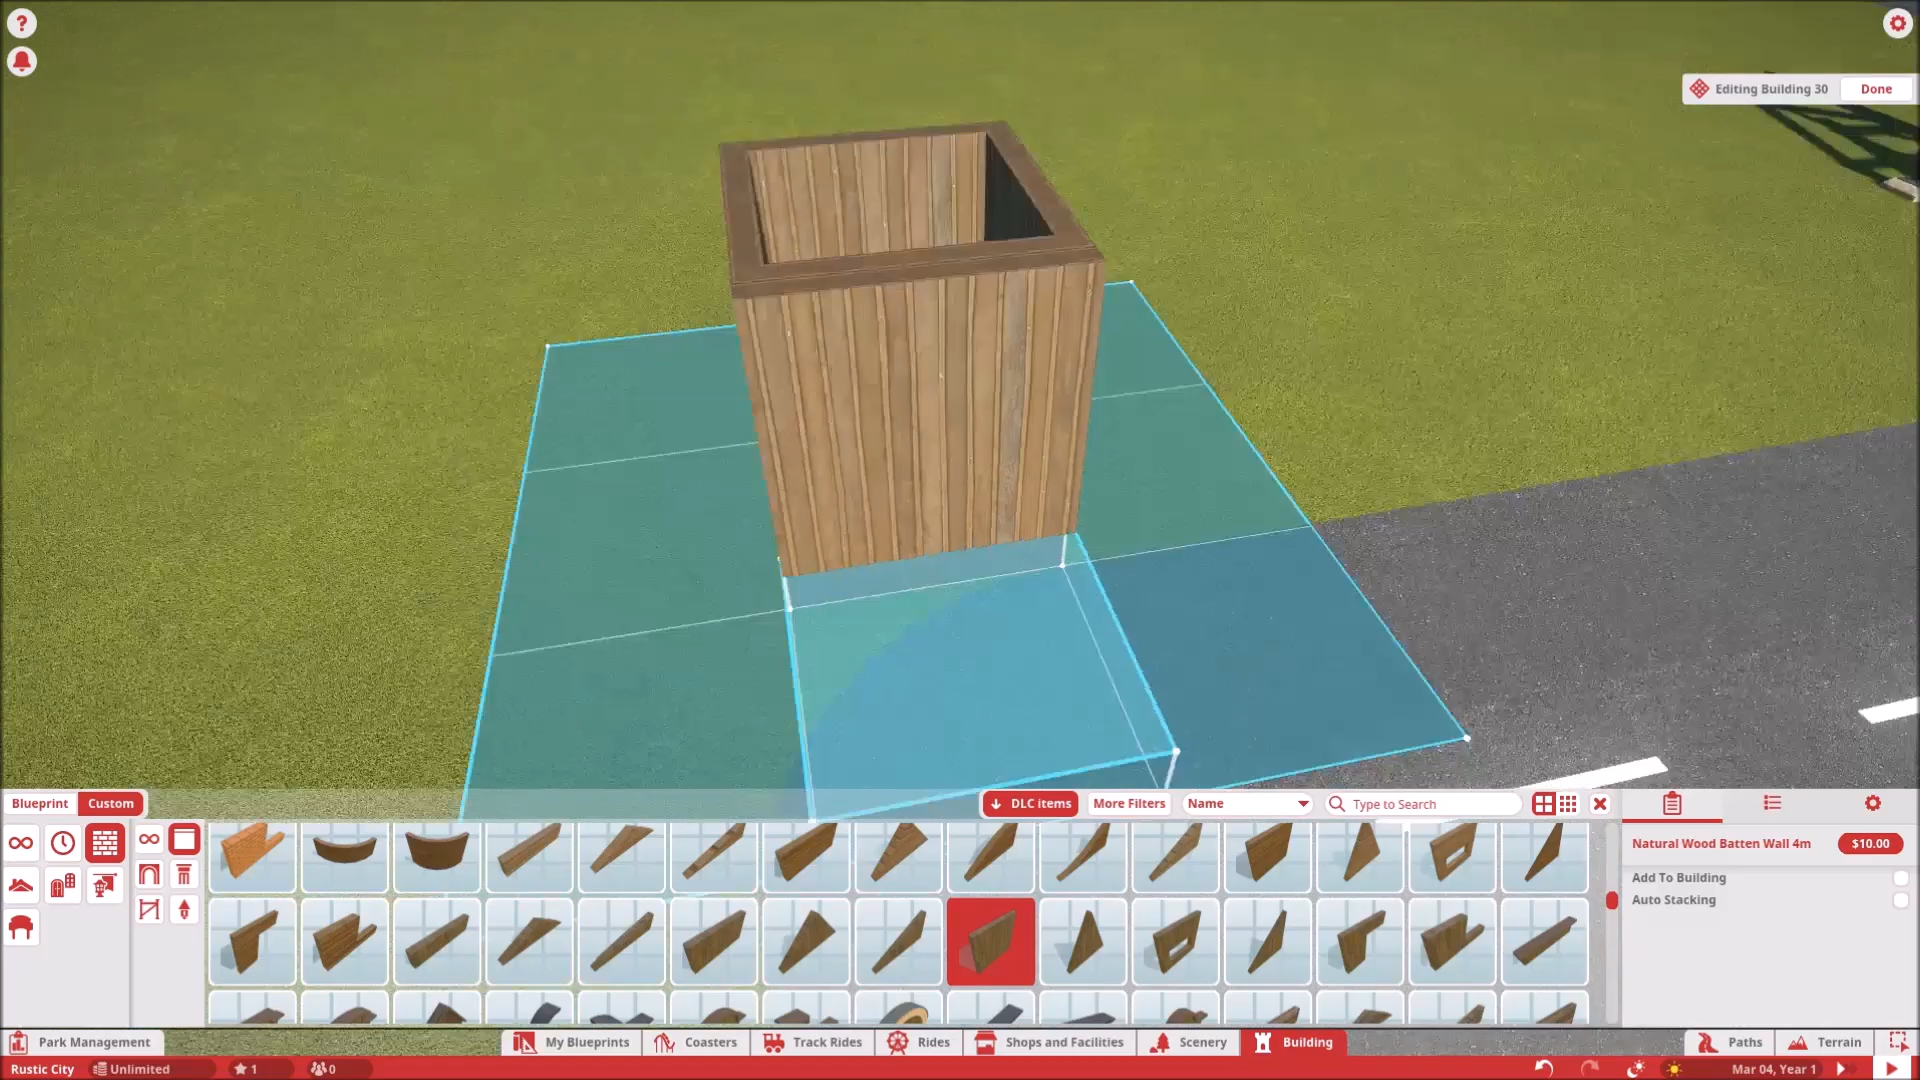 ?
Editing Building 30 Done
Blueprint Custom
DLC items More Filters Name Type to Search
Natural Wood Batten Wall 4m $10.00
Add To Building
Auto Stacking
Park Management My Blueprints Coasters Track Rides Rides Shops and Facilities Scenery Building Paths Terrain
Rustic City Unlimited 1 0 Mar 04, Year 1